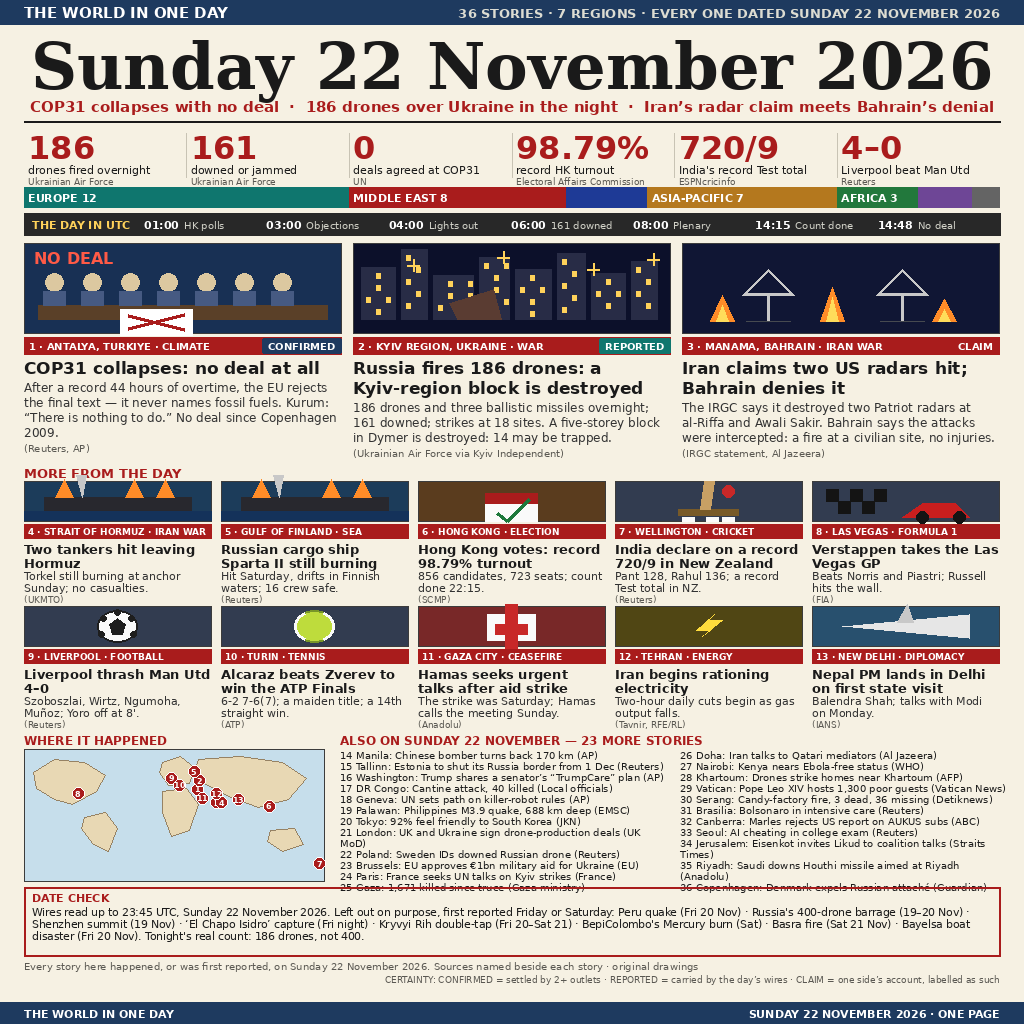 THE WORLD IN ONE DAY
36 STORIES · 7 REGIONS · EVERY ONE DATED SUNDAY 22 NOVEMBER 2026
Sunday 22 November 2026
COP31 collapses with no deal · 186 drones over Ukraine in the night · Iran’s radar claim meets Bahrain’s denial
186
drones fired overnight
Ukrainian Air Force
161
downed or jammed
Ukrainian Air Force
0
deals agreed at COP31
UN
98.79%
record HK turnout
Electoral Affairs Commission
720/9
India's record Test total
ESPNcricinfo
4–0
Liverpool beat Man Utd
Reuters
EUROPE 12
MIDDLE EAST 8
ASIA-PACIFIC 7
AFRICA 3
THE DAY IN UTC
01:00 HK polls
03:00 Objections
04:00 Lights out
06:00 161 downed
08:00 Plenary
14:15 Count done
14:48 No deal
NO DEAL
1 · ANTALYA, TURKIYE · CLIMATE
CONFIRMED
COP31 collapses: no deal at all
After a record 44 hours of overtime, the EU rejects
the final text — it never names fossil fuels. Kurum:
“There is nothing to do.” No deal since Copenhagen
2009.
(Reuters, AP)
2 · KYIV REGION, UKRAINE · WAR
REPORTED
Russia fires 186 drones: a
Kyiv-region block is destroyed
186 drones and three ballistic missiles overnight;
161 downed; strikes at 18 sites. A five-storey block
in Dymer is destroyed: 14 may be trapped.
(Ukrainian Air Force via Kyiv Independent)
3 · MANAMA, BAHRAIN · IRAN WAR
CLAIM
Iran claims two US radars hit;
Bahrain denies it
The IRGC says it destroyed two Patriot radars at
al-Riffa and Awali Sakir. Bahrain says the attacks
were intercepted: a fire at a civilian site, no injuries.
(IRGC statement, Al Jazeera)
MORE FROM THE DAY
4 · STRAIT OF HORMUZ · IRAN WAR
Two tankers hit leaving
Hormuz
Torkel still burning at anchor
Sunday; no casualties.
(UKMTO)
5 · GULF OF FINLAND · SEA
Russian cargo ship
Sparta II still burning
Hit Saturday, drifts in Finnish
waters; 16 crew safe.
(Reuters)
6 · HONG KONG · ELECTION
Hong Kong votes: record
98.79% turnout
856 candidates, 723 seats; count
done 22:15.
(SCMP)
7 · WELLINGTON · CRICKET
India declare on a record
720/9 in New Zealand
Pant 128, Rahul 136; a record
Test total in NZ.
(Reuters)
8 · LAS VEGAS · FORMULA 1
Verstappen takes the Las
Vegas GP
Beats Norris and Piastri; Russell
hits the wall.
(FIA)
9 · LIVERPOOL · FOOTBALL
Liverpool thrash Man Utd
4–0
Szoboszlai, Wirtz, Ngumoha,
Muñoz; Yoro off at 8'.
(Reuters)
10 · TURIN · TENNIS
Alcaraz beats Zverev to
win the ATP Finals
6-2 7-6(7); a maiden title; a 14th
straight win.
(ATP)
11 · GAZA CITY · CEASEFIRE
Hamas seeks urgent
talks after aid strike
The strike was Saturday; Hamas
calls the meeting Sunday.
(Anadolu)
12 · TEHRAN · ENERGY
Iran begins rationing
electricity
Two-hour daily cuts begin as gas
output falls.
(Tavnir, RFE/RL)
13 · NEW DELHI · DIPLOMACY
Nepal PM lands in Delhi
on first state visit
Balendra Shah; talks with Modi
on Monday.
(IANS)
WHERE IT HAPPENED
8
9
5
2
13
6
7
ALSO ON SUNDAY 22 NOVEMBER — 23 MORE STORIES
14 Manila: Chinese bomber turns back 170 km (AP)
15 Tallinn: Estonia to shut its Russia border from 1 Dec (Reuters)
16 Washington: Trump shares a senator’s “TrumpCare” plan (AP)
17 DR Congo: Cantine attack, 40 killed (Local officials)
18 Geneva: UN sets path on killer-robot rules (AP)
19 Palawan: Philippines M3.9 quake, 688 km deep (EMSC)
20 Tokyo: 92% feel friendly to South Korea (JKN)
21 London: UK and Ukraine sign drone-production deals (UK
MoD)
22 Poland: Sweden IDs downed Russian drone (Reuters)
23 Brussels: EU approves €1bn military aid for Ukraine (EU)
24 Paris: France seeks UN talks on Kyiv strikes (France)
25 Gaza: 1,671 killed since truce (Gaza ministry)
26 Doha: Iran talks to Qatari mediators (Al Jazeera)
27 Nairobi: Kenya nears Ebola-free status (WHO)
28 Khartoum: Drones strike homes near Khartoum (AFP)
29 Vatican: Pope Leo XIV hosts 1,300 poor guests (Vatican News)
30 Serang: Candy-factory fire, 3 dead, 36 missing (Detiknews)
31 Brasilia: Bolsonaro in intensive care (Reuters)
32 Canberra: Marles rejects US report on AUKUS subs (ABC)
33 Seoul: AI cheating in college exam (Reuters)
34 Jerusalem: Eisenkot invites Likud to coalition talks (Straits
Times)
35 Riyadh: Saudi downs Houthi missile aimed at Riyadh
(Anadolu)
36 Copenhagen: Denmark expels Russian attaché (Guardian)
DATE CHECK
Wires read up to 23:45 UTC, Sunday 22 November 2026. Left out on purpose, first reported Friday or Saturday: Peru quake (Fri 20 Nov) · Russia's 400-drone barrage (19–20 Nov) ·
Shenzhen summit (19 Nov) · ‘El Chapo Isidro’ capture (Fri night) · Kryvyi Rih double-tap (Fri 20–Sat 21) · BepiColombo's Mercury burn (Sat) · Basra fire (Sat 21 Nov) · Bayelsa boat
disaster (Fri 20 Nov). Tonight's real count: 186 drones, not 400.
Every story here happened, or was first reported, on Sunday 22 November 2026. Sources named beside each story · original drawings
CERTAINTY: CONFIRMED = settled by 2+ outlets · REPORTED = carried by the day's wires · CLAIM = one side's account, labelled as such
THE WORLD IN ONE DAY
SUNDAY 22 NOVEMBER 2026 · ONE PAGE